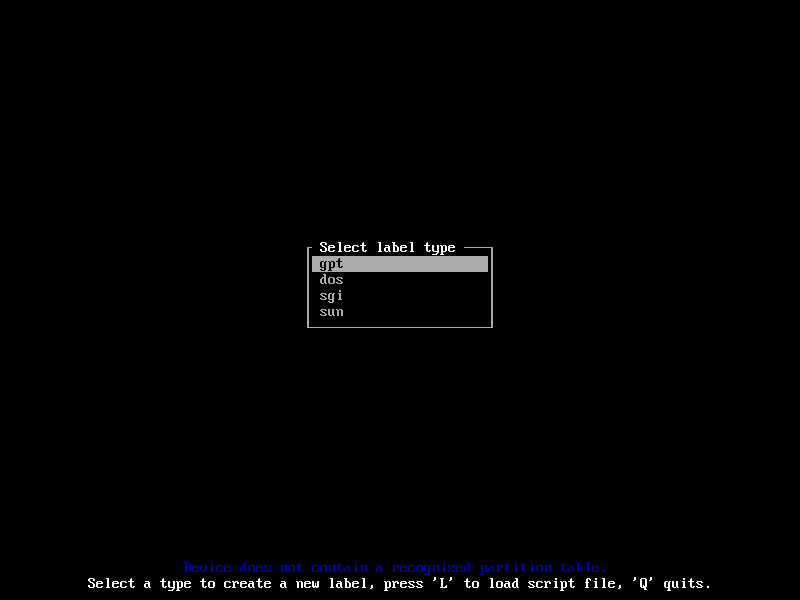 Select label type
gpt
dos
sgi
sun
Device does not contain a recognized partition table.
Select a type to create a new label, press 'L' to load script file, 'Q' quits.